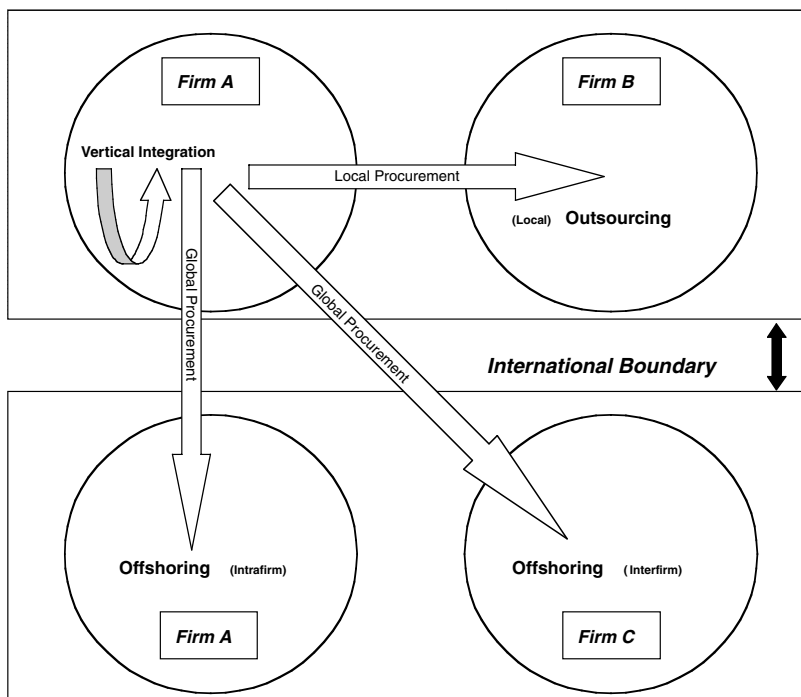 Firm A
Firm B
Vertical Integration
Local Procurement
(Local) Outsourcing
Global Procurement
Global Procurement
International Boundary
Offshoring (Intrafirm)
Offshoring ( Interfirm)
Firm A
Firm C